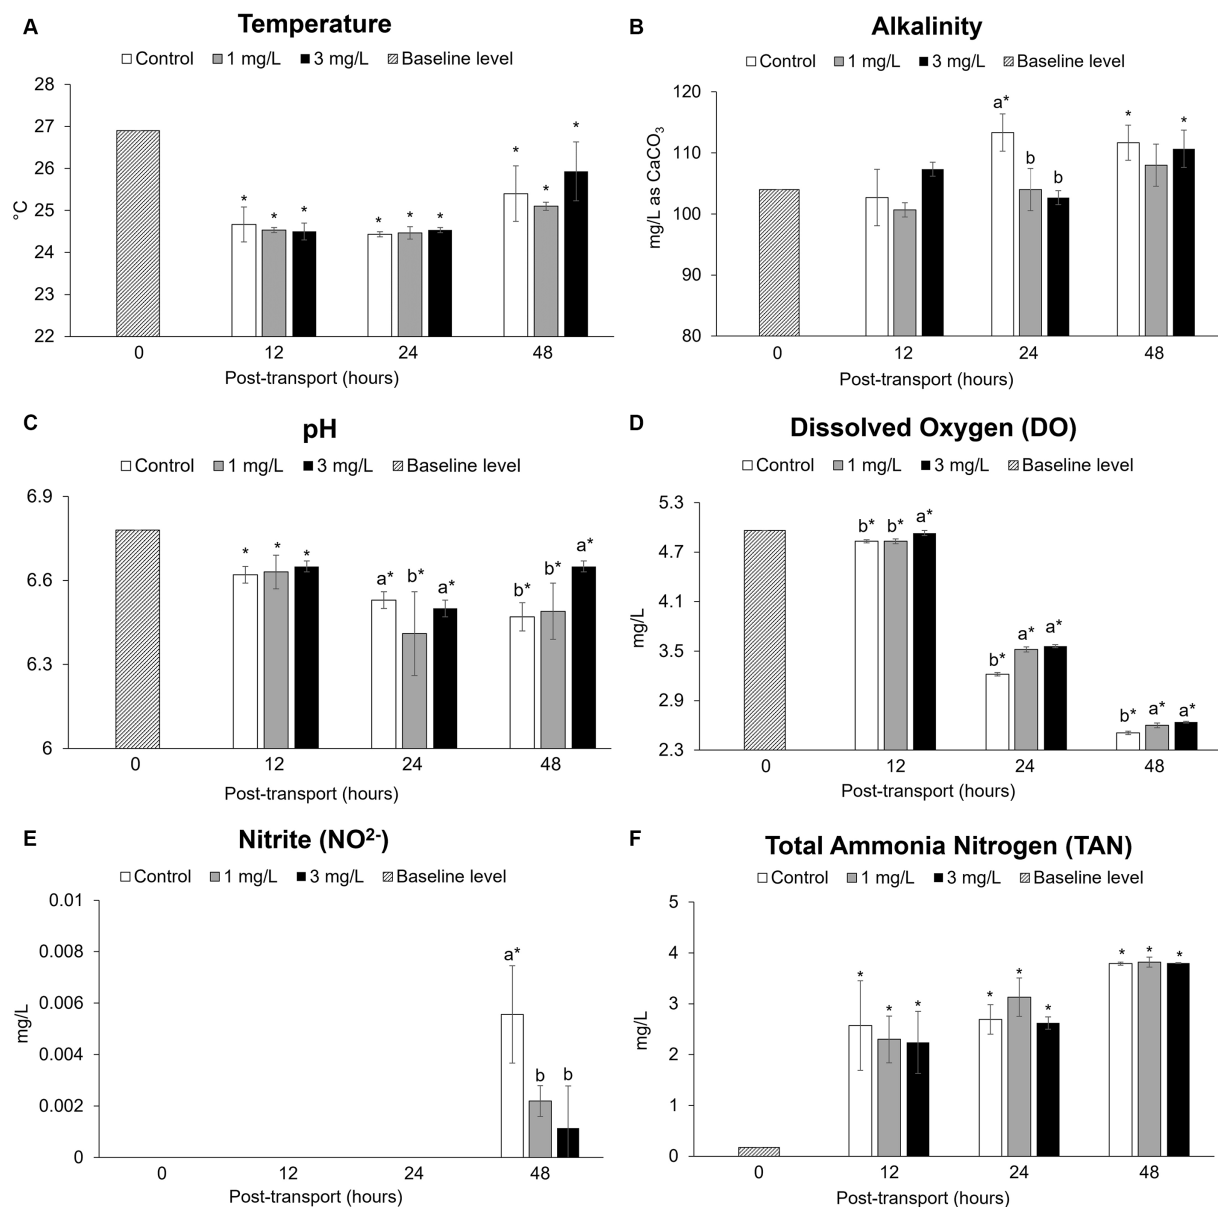 A
Temperature
Control 1 mg/L 3 mg/L Baseline level
28
27
26
25
24
23
22
°C
* * * * * * * * *
0 12 24 48
Post-transport (hours)
B
Alkalinity
Control 1 mg/L 3 mg/L Baseline level
120
110
100
90
80
mg/L as CaCO3
a* b b * *
0 12 24 48
Post-transport (hours)
C
pH
Control 1 mg/L 3 mg/L Baseline level
6.9
6.6
6.3
6
* * * a* b* a* b* b* a*
0 12 24 48
Post-transport (hours)
D
Dissolved Oxygen (DO)
Control 1 mg/L 3 mg/L Baseline level
5.3
4.7
4.1
3.5
2.9
2.3
mg/L
b* b* a* b* a* a* b* a* a*
0 12 24 48
Post-transport (hours)
E
Nitrite (NO2-)
Control 1 mg/L 3 mg/L Baseline level
0.01
0.008
0.006
0.004
0.002
0
mg/L
a* b b
0 12 24 48
Post-transport (hours)
F
Total Ammonia Nitrogen (TAN)
Control 1 mg/L 3 mg/L Baseline level
5
4
3
2
1
0
mg/L
* * * * * * * * *
0 12 24 48
Post-transport (hours)